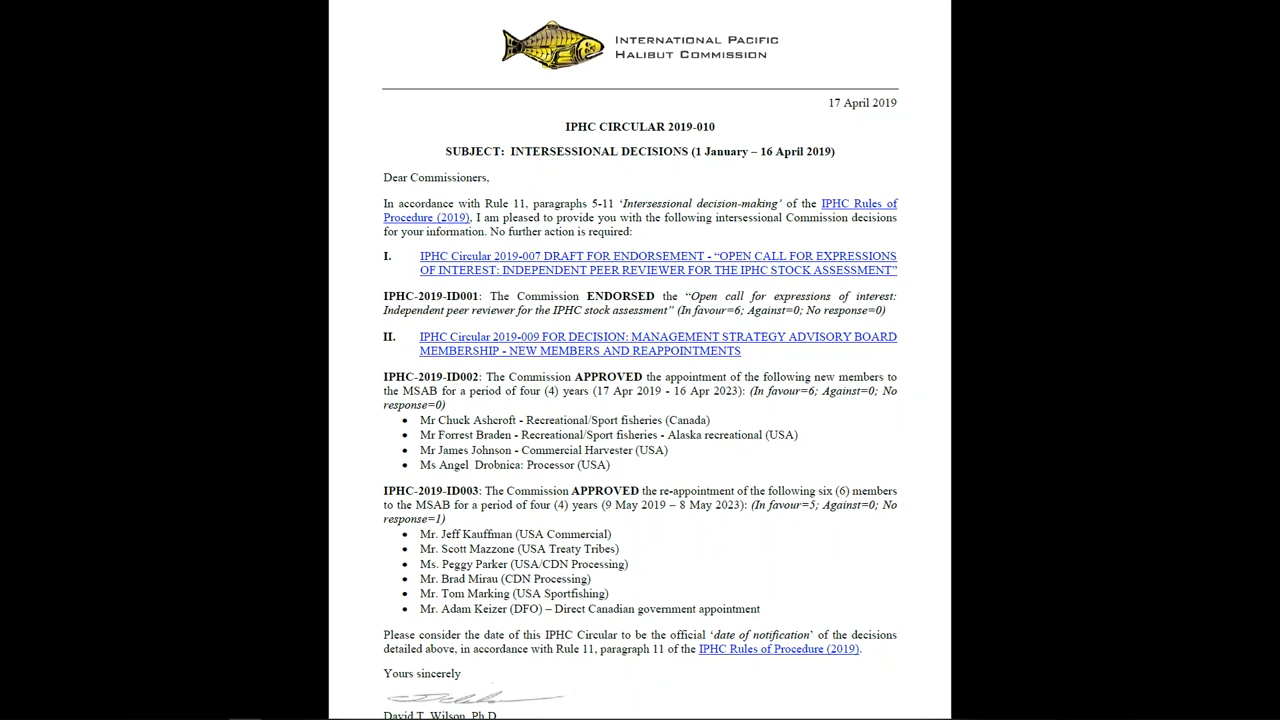 INTERNATIONAL PACIFIC
HALIBUT COMMISSION
17 April 2019
IPHC CIRCULAR 2019-010
SUBJECT: INTERSESSIONAL DECISIONS (1 January – 16 April 2019)
Dear Commissioners,
In accordance with Rule 11, paragraphs 5-11 ‘Intersessional decision-making’ of the IPHC Rules of
Procedure (2019), I am pleased to provide you with the following intersessional Commission decisions
for your information. No further action is required:
I. IPHC Circular 2019-007 DRAFT FOR ENDORSEMENT - “OPEN CALL FOR EXPRESSIONS
OF INTEREST: INDEPENDENT PEER REVIEWER FOR THE IPHC STOCK ASSESSMENT”
IPHC-2019-ID001: The Commission ENDORSED the “Open call for expressions of interest:
Independent peer reviewer for the IPHC stock assessment” (In favour=6; Against=0; No response=0)
II. IPHC Circular 2019-009 FOR DECISION: MANAGEMENT STRATEGY ADVISORY BOARD
MEMBERSHIP - NEW MEMBERS AND REAPPOINTMENTS
IPHC-2019-ID002: The Commission APPROVED the appointment of the following new members to
the MSAB for a period of four (4) years (17 Apr 2019 - 16 Apr 2023): (In favour=6; Against=0; No
response=0)
• Mr Chuck Ashcroft - Recreational/Sport fisheries (Canada)
• Mr Forrest Braden - Recreational/Sport fisheries - Alaska recreational (USA)
• Mr James Johnson - Commercial Harvester (USA)
• Ms Angel Drobnica: Processor (USA)
IPHC-2019-ID003: The Commission APPROVED the re-appointment of the following six (6) members
to the MSAB for a period of four (4) years (9 May 2019 – 8 May 2023): (In favour=5; Against=0; No
response=1)
• Mr. Jeff Kauffman (USA Commercial)
• Mr. Scott Mazzone (USA Treaty Tribes)
• Ms. Peggy Parker (USA/CDN Processing)
• Mr. Brad Mirau (CDN Processing)
• Mr. Tom Marking (USA Sportfishing)
• Mr. Adam Keizer (DFO) – Direct Canadian government appointment
Please consider the date of this IPHC Circular to be the official ‘date of notification’ of the decisions
detailed above, in accordance with Rule 11, paragraph 11 of the IPHC Rules of Procedure (2019).
Yours sincerely
David T. Wilson, Ph.D.